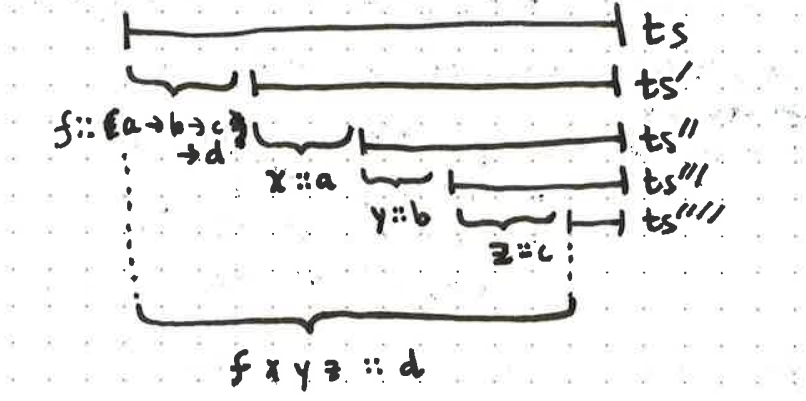 ts
ts′
f :: (a → b → c
→ d)
x :: a
ts″
y :: b
ts‴
z :: c
ts⁗
f x y z :: d